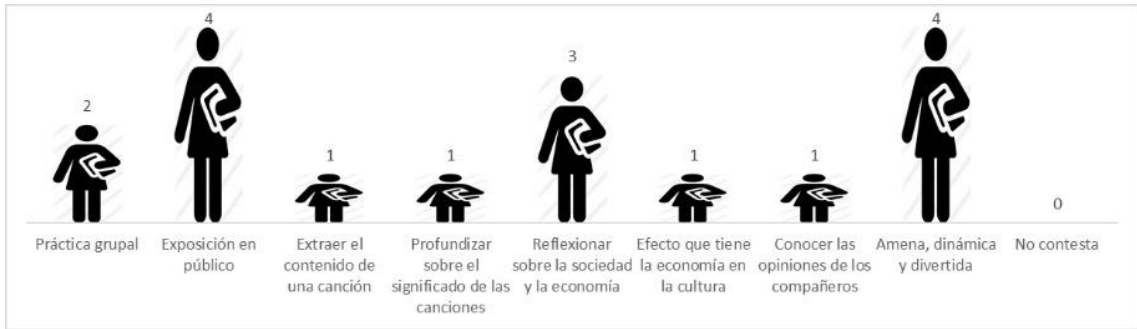 2
4
1
1
3
1
1
4
0
Práctica grupal
Exposición en
público
Extraer el
contenido de
una canción
Profundizar
sobre el
significado de las
canciones
Reflexionar
sobre la sociedad
y la economía
Efecto que tiene
la economía en
la cultura
Conocer las
opiniones de los
compañeros
Amena, dinámica
y divertida
No contesta